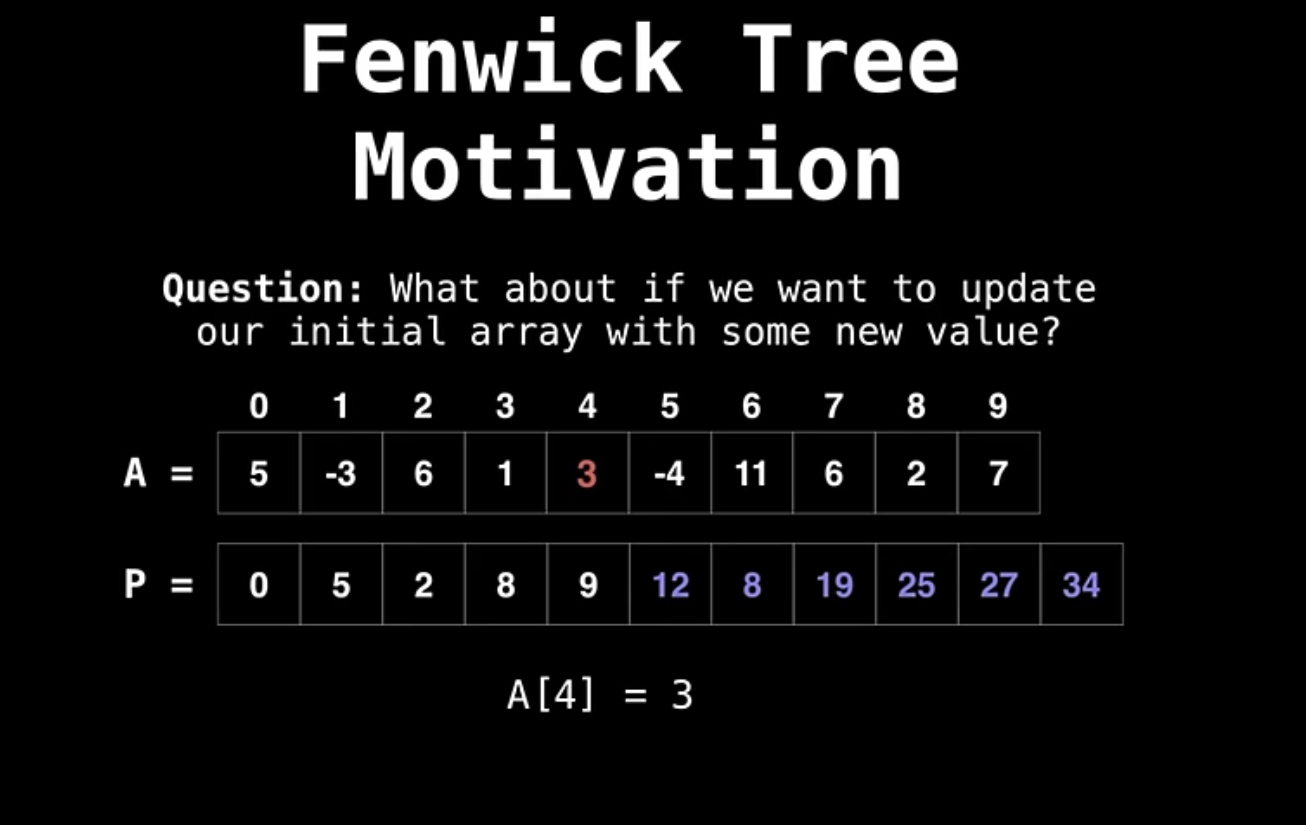 Fenwick Tree
Motivation
Question: What about if we want to update
our initial array with some new value?
0 1 2 3 4 5 6 7 8 9
A = 5 -3 6 1 3 -4 11 6 2 7
P = 0 5 2 8 9 12 8 19 25 27 34
A[4] = 3